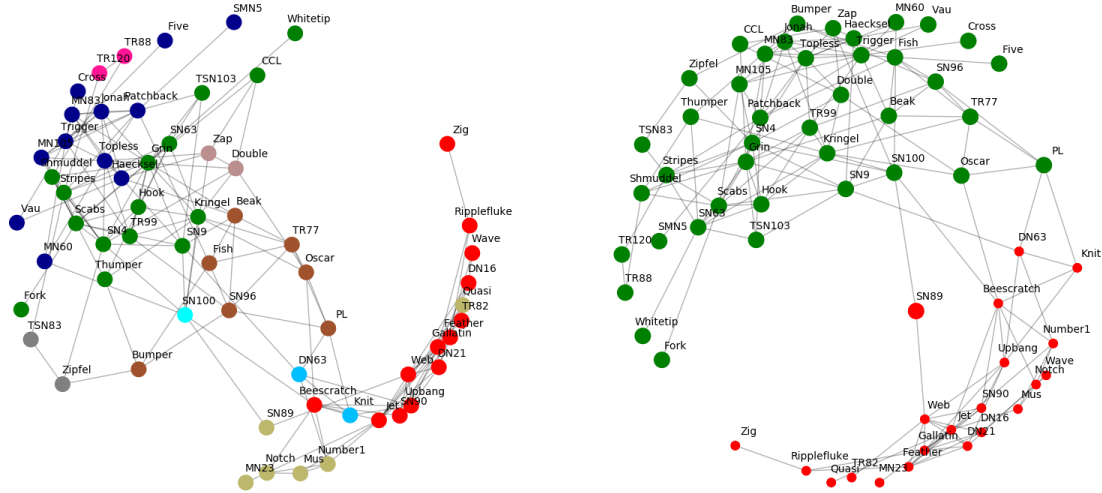 SMN5
Whitetip
Five
TR88
TR120
CCL
TSN103
Cross
Jonah
Patchback
MN83
Trigger
SN63
Zap
Topless
Grin
Double
Haecksel
Shmuddel
Stripes
Hook
Kringel
Beak
Scabs
TR99
SN4
SN9
Vau
Fish
TR77
Oscar
MN60
Thumper
SN100
SN96
PL
Fork
TSN83
Zipfel
Bumper
DN63
Beescratch
Knit
SN89
Jet
SN90
Upbang
Web
DN21
Gallatin
Feather
TR82
Quasi
DN16
Wave
Ripplefluke
Zig
Number1
Mus
Notch
MN23
Bumper
Zap
MN60
Vau
Cross
Five
CCL
Jonah
Haecksel
MN83
Topless
Trigger
Fish
Zipfel
MN105
Double
SN96
Thumper
Patchback
TR99
Beak
TR77
TSN83
SN4
Grin
Kringel
SN100
Oscar
PL
Stripes
Shmuddel
Scabs
Hook
SN9
SMN5
SN63
TSN103
TR120
TR88
Whitetip
Fork
DN63
Knit
Beescratch
SN89
Number1
Upbang
Wave
Notch
Mus
SN90
Web
Jet
DN16
DN21
Gallatin
Feather
Zig
Ripplefluke
Quasi
TR82
MN23